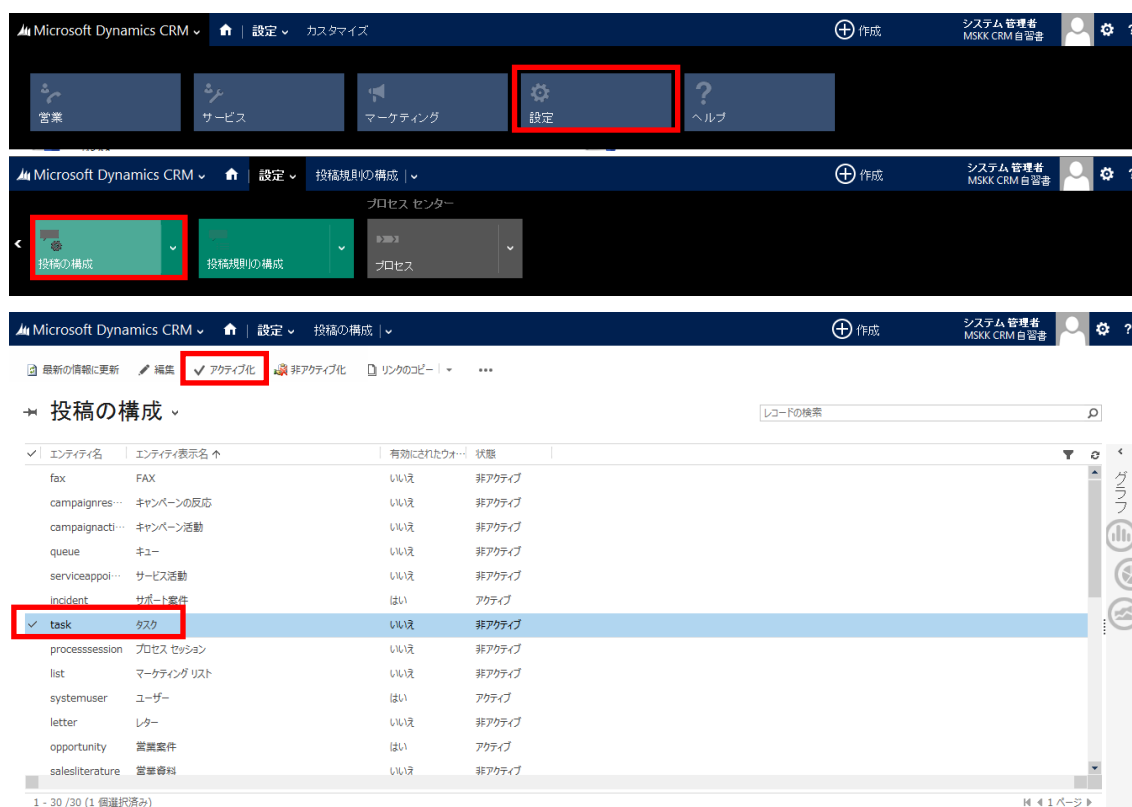 Microsoft Dynamics CRM 設定 カスタマイズ 作成 システム 管理者
MSKK CRM 自習書
営業 サービス マーケティング 設定 ヘルプ
Microsoft Dynamics CRM 設定 投稿規則の構成 作成 システム 管理者
MSKK CRM 自習書
プロセス センター
投稿の構成 投稿規則の構成 プロセス
Microsoft Dynamics CRM 設定 投稿の構成 作成 システム 管理者
MSKK CRM 自習書
最新の情報に更新 編集 アクティブ化 非アクティブ化 リンクのコピー ...
投稿の構成 レコードの検索
エンティティ名 エンティティ表示名 有効にされたウォ… 状態
グラフ
fax FAX いいえ 非アクティブ
campaignres… キャンペーンの反応 いいえ 非アクティブ
campaignacti… キャンペーン活動 いいえ 非アクティブ
queue キュー いいえ 非アクティブ
serviceappoi… サービス活動 いいえ 非アクティブ
incident サポート案件 はい アクティブ
task タスク いいえ 非アクティブ
processsession プロセス セッション いいえ 非アクティブ
list マーケティング リスト いいえ 非アクティブ
systemuser ユーザー はい アクティブ
letter レター いいえ 非アクティブ
opportunity 営業案件 はい アクティブ
salesliterature 営業資料 いいえ 非アクティブ
1 - 30 /30 (1 個選択済み) 1 ページ